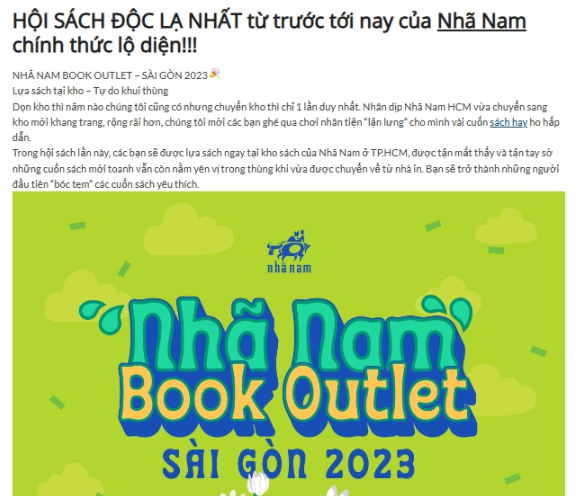 HỘI SÁCH ĐỘC LẠ NHẤT từ trước tới nay của Nhã Nam
chính thức lộ diện!!!
NHÃ NAM BOOK OUTLET – SÀI GÒN 2023🎉
Lựa sách tại kho – Tự do khui thùng
Dọn kho thì năm nào chúng tôi cũng có nhưng chuyển kho thì chỉ 1 lần duy nhất. Nhân dịp Nhã Nam HCM vừa chuyển sang
kho mới khang trang, rộng rãi hơn, chúng tôi mời các bạn ghé qua chơi nhân tiện “lận lưng” cho mình vài cuốn sách hay ho hấp
dẫn.
Trong hội sách lần này, các bạn sẽ được lựa sách ngay tại kho sách của Nhã Nam ở TP.HCM, được tận mắt thấy và tận tay sờ
những cuốn sách mới toanh vẫn còn nằm yên vị trong thùng khi vừa được chuyển về từ nhà in. Bạn sẽ trở thành những người
đầu tiên “bóc tem” các cuốn sách yêu thích.
nhã nam
Nhã Nam
Book Outlet
SÀI GÒN 2023